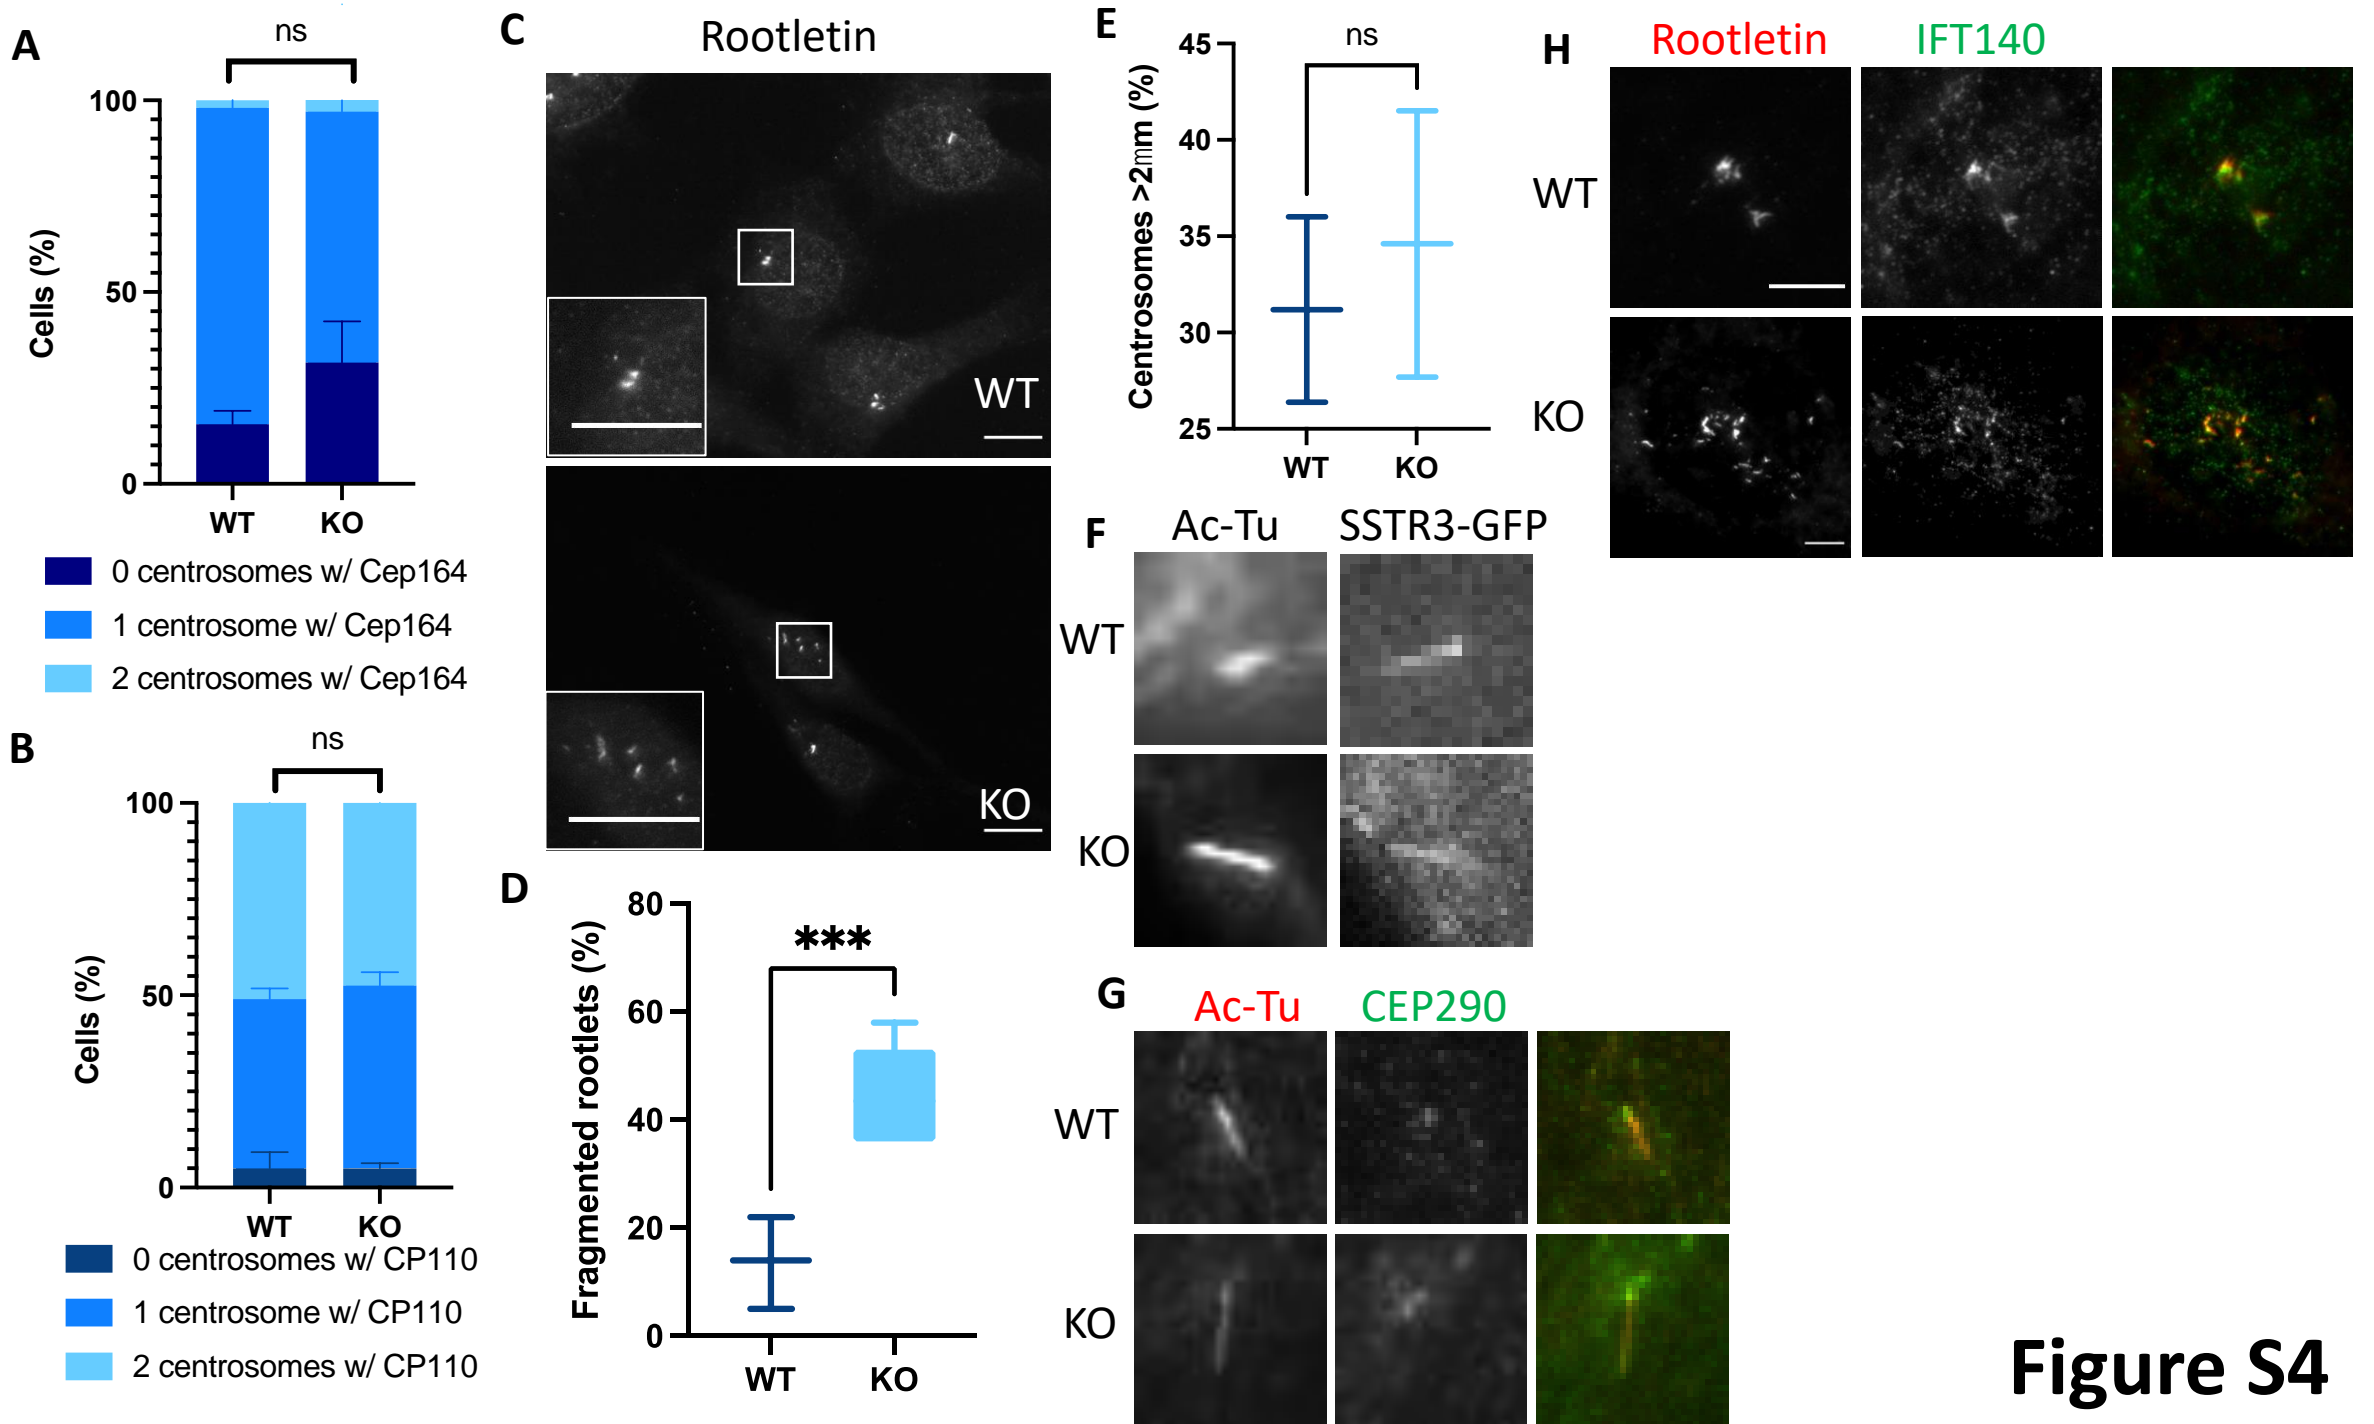 A
ns
100
50
0
Cells (%)
WT
KO
0 centrosomes w/ Cep164
1 centrosome w/ Cep164
2 centrosomes w/ Cep164
B
ns
100
50
0
Cells (%)
WT
KO
0 centrosomes w/ CP110
1 centrosome w/ CP110
2 centrosomes w/ CP110
C
Rootletin
WT
KO
D
80
60
40
20
0
Fragmented rootlets (%)
***
WT
KO
E
ns
45
40
35
30
25
Centrosomes >2mm (%)
WT
KO
F
Ac-Tu
SSTR3-GFP
WT
KO
G
Ac-Tu
CEP290
WT
KO
H
Rootletin
IFT140
WT
KO
Figure S4